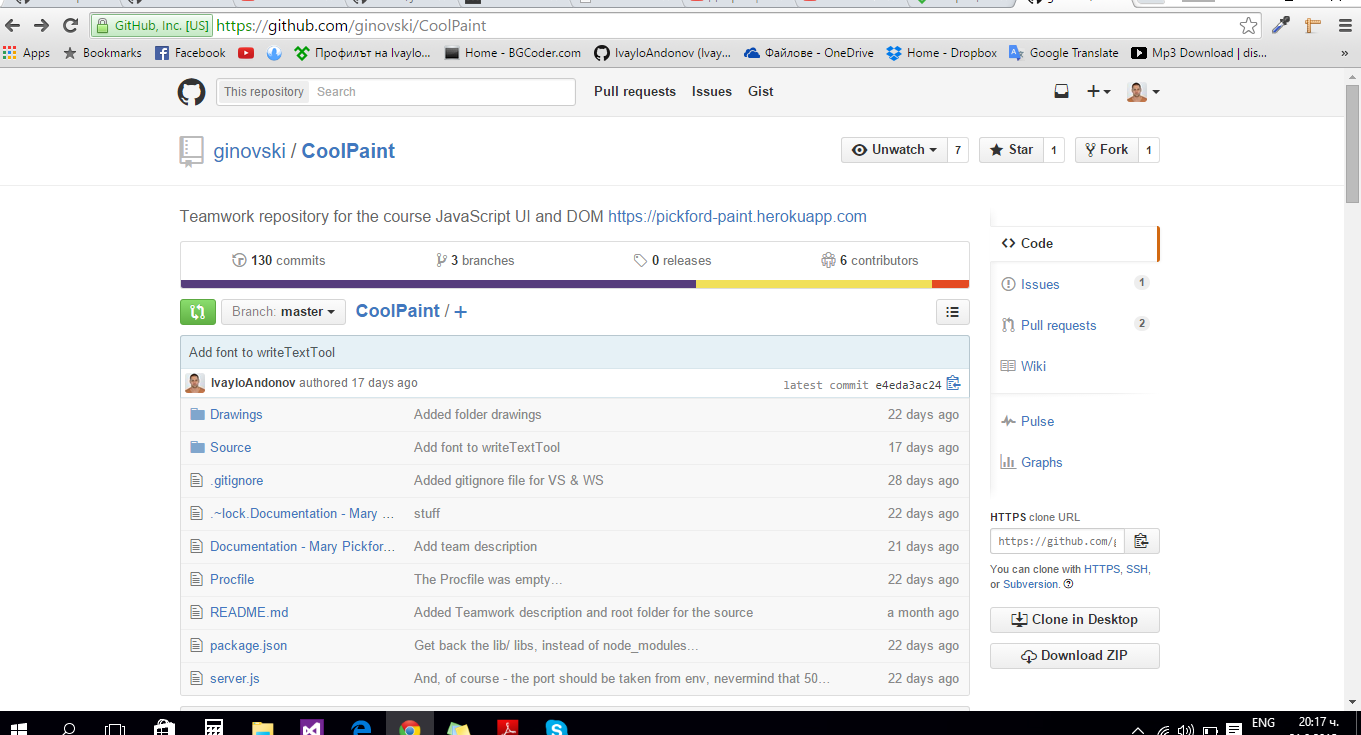 GitHub, Inc. [US] https://github.com/ginovski/CoolPaint
Apps Bookmarks Facebook Профилът на Ivaylo... Home - BGCoder.com IvayloAndonov (Ivay... Файлове - OneDrive Home - Dropbox Google Translate Mp3 Download | dis... »
This repository Search Pull requests Issues Gist
ginovski / CoolPaint Unwatch 7 Star 1 Fork 1
Teamwork repository for the course JavaScript UI and DOM https://pickford-paint.herokuapp.com
130 commits 3 branches 0 releases 6 contributors
Branch: master CoolPaint / +
Add font to writeTextTool
IvayloAndonov authored 17 days ago latest commit e4eda3ac24
Drawings Added folder drawings 22 days ago
Source Add font to writeTextTool 17 days ago
.gitignore Added gitignore file for VS & WS 28 days ago
.~lock.Documentation - Mary ... stuff 22 days ago
Documentation - Mary Pickfor... Add team description 21 days ago
Procfile The Procfile was empty... 22 days ago
README.md Added Teamwork description and root folder for the source a month ago
package.json Get back the lib/ libs, instead of node_modules... 22 days ago
server.js And, of course - the port should be taken from env, nevermind that 50... 22 days ago
Code
Issues 1
Pull requests 2
Wiki
Pulse
Graphs
HTTPS clone URL
https://github.com/g
You can clone with HTTPS, SSH,
or Subversion.
Clone in Desktop
Download ZIP
ENG 20:17 ч.